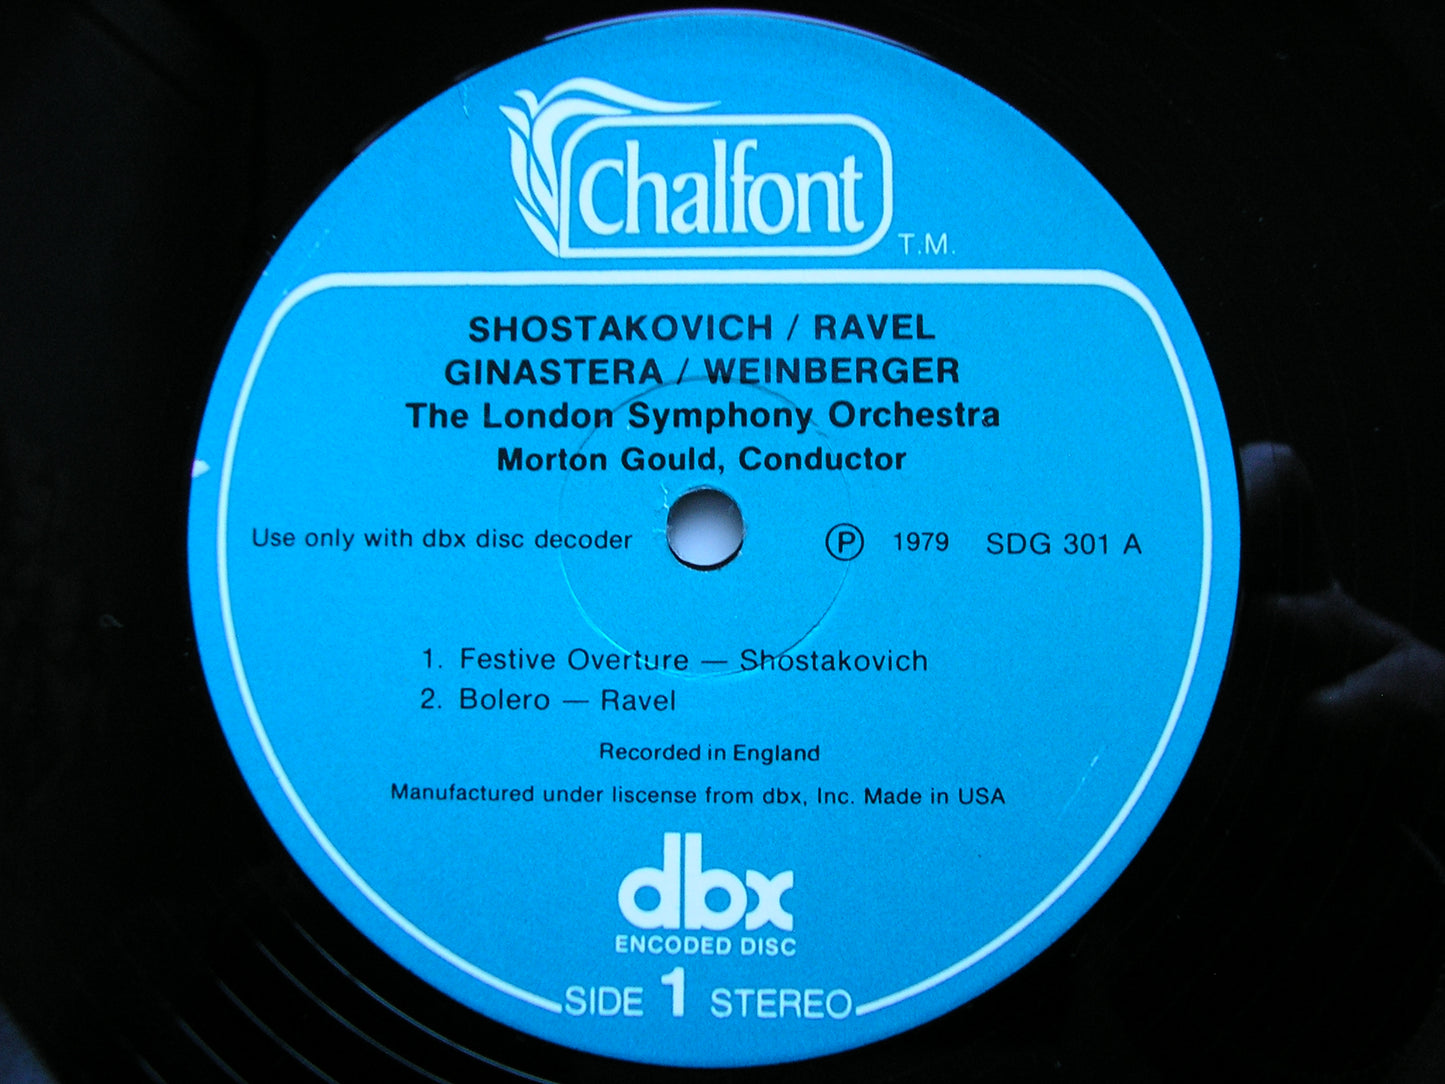 Chalfont
T.M.
SHOSTAKOVICH / RAVEL
GINASTERA / WEINBERGER
The London Symphony Orchestra
Morton Gould, Conductor
Use only with dbx disc decoder
Ⓟ 1979 SDG 301 A
1. Festive Overture — Shostakovich
2. Bolero — Ravel
Recorded in England
Manufactured under liscense from dbx, Inc. Made in USA
dbx
ENCODED DISC
SIDE 1 STEREO